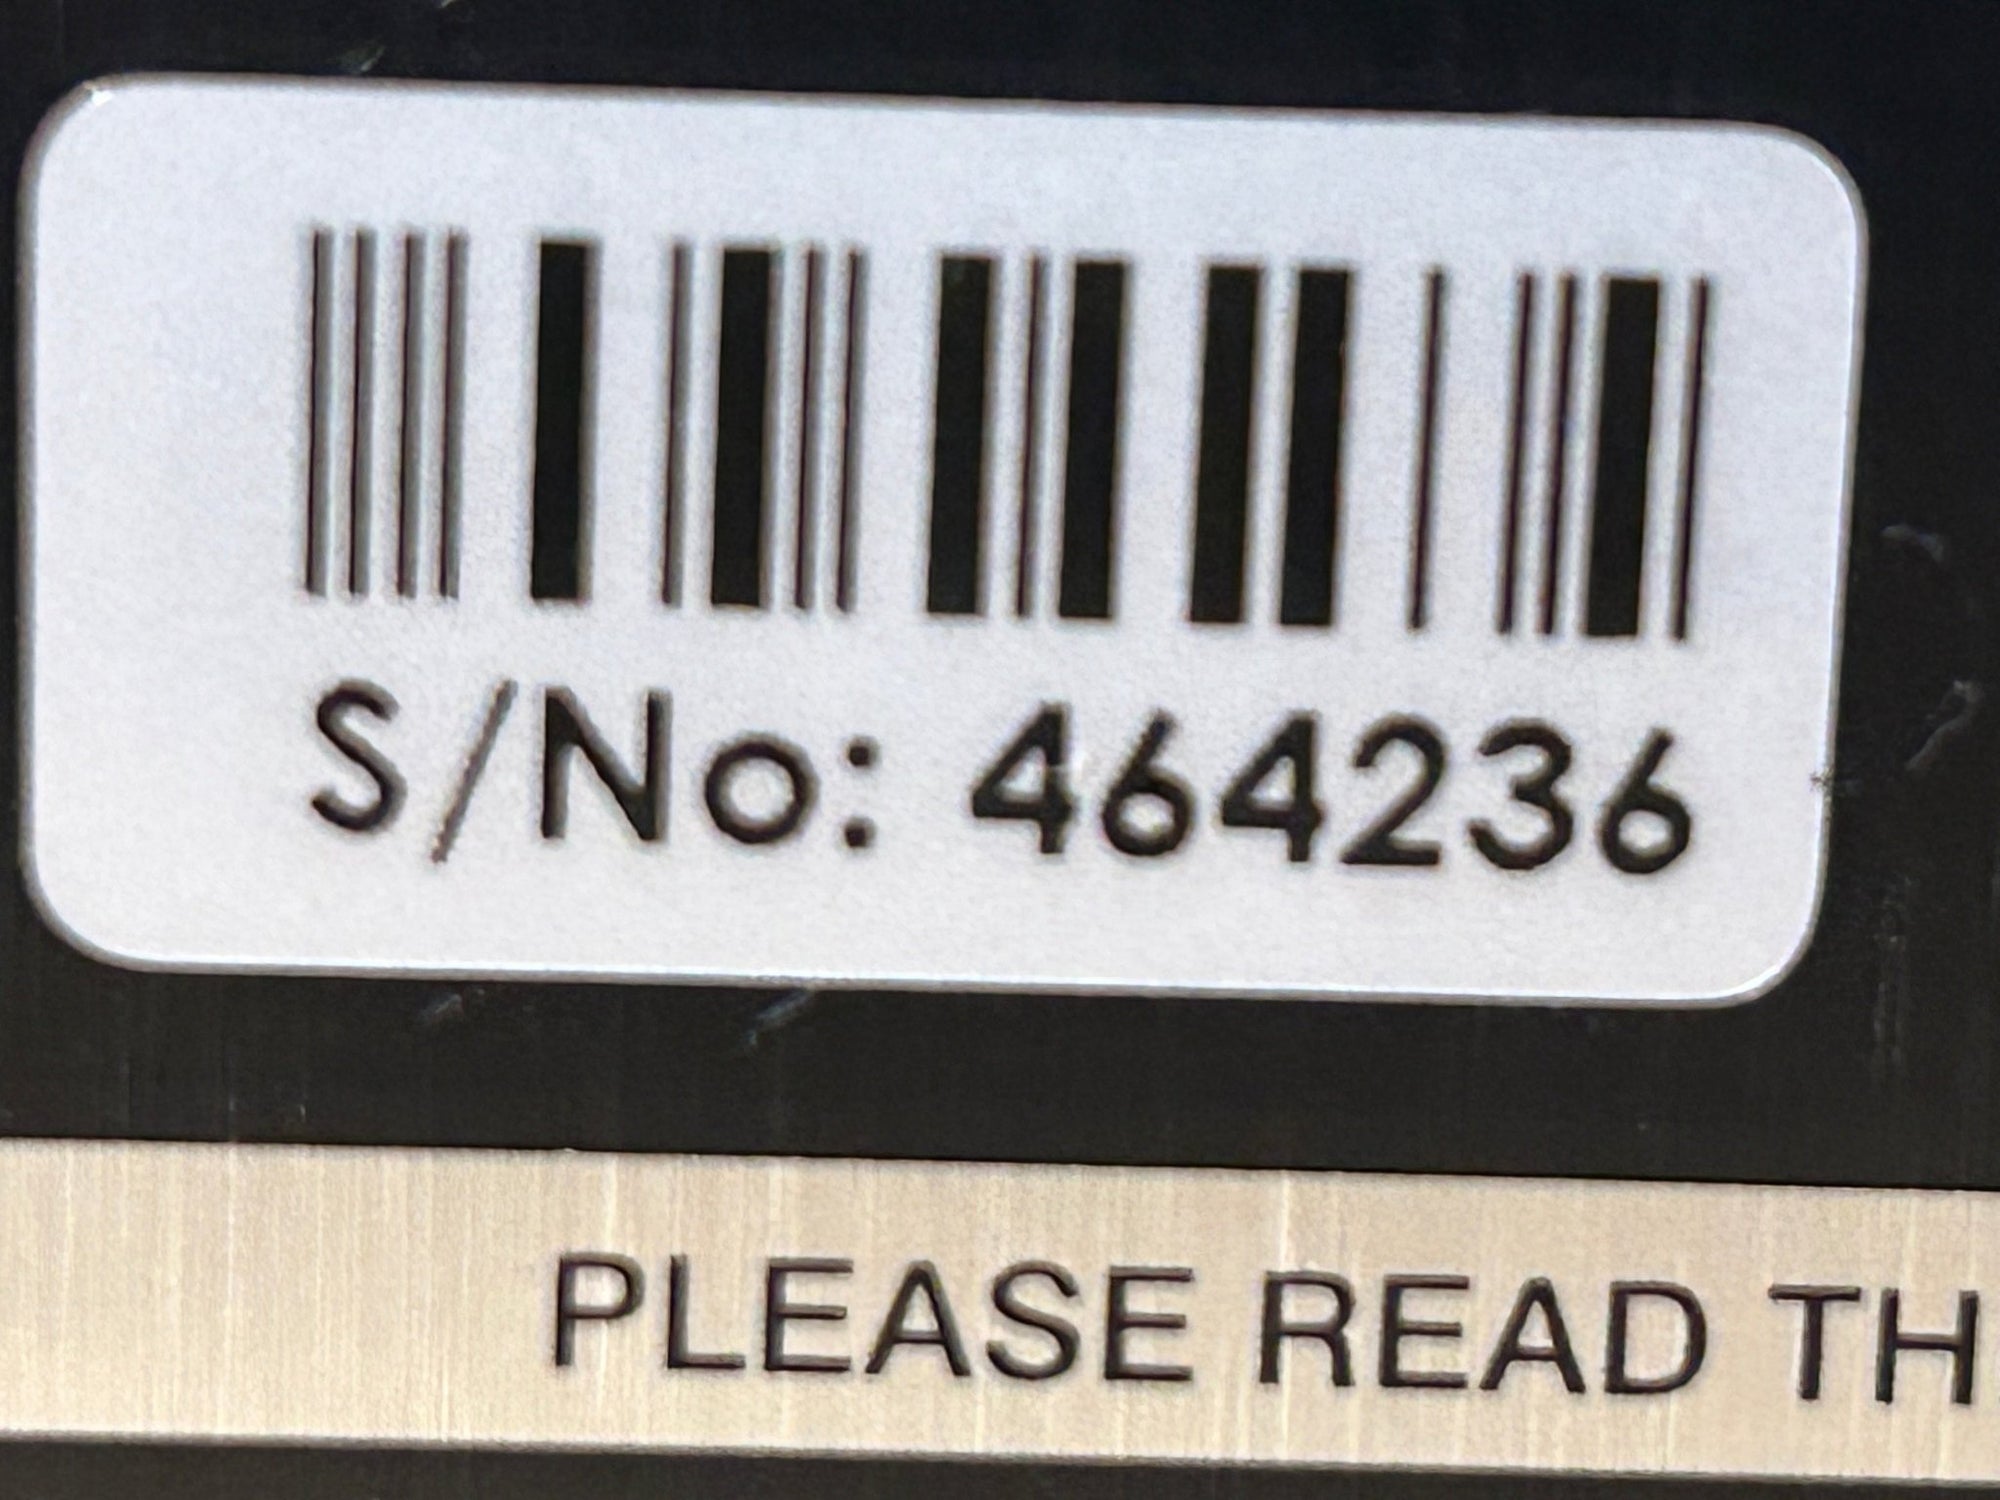 S/No: 464236
PLEASE READ TH